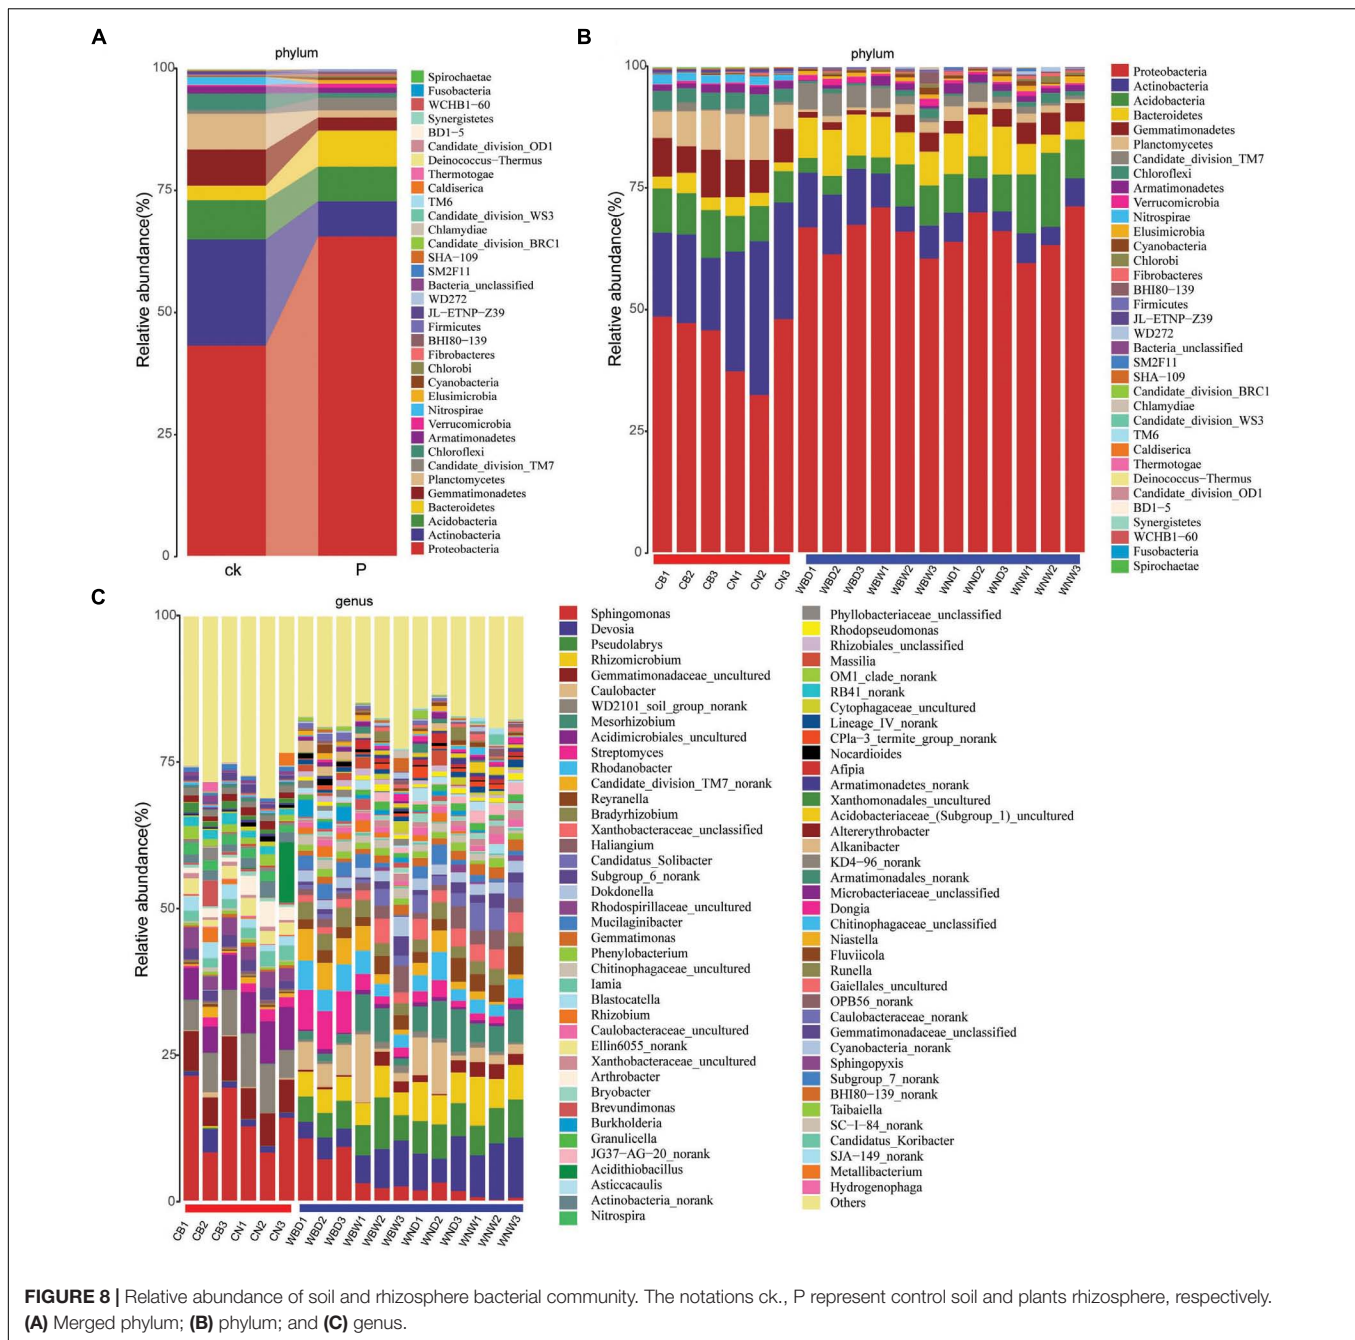 A
phylum
100
75
50
25
0
Relative abundance(%)
ck
P
Spirochaetae
Fusobacteria
WCHB1−60
Synergistetes
BD1−5
Candidate_division_OD1
Deinococcus−Thermus
Thermotogae
Caldiserica
TM6
Candidate_division_WS3
Chlamydiae
Candidate_division_BRC1
SHA−109
SM2F11
Bacteria_unclassified
WD272
JL−ETNP−Z39
Firmicutes
BHI80−139
Fibrobacteres
Chlorobi
Cyanobacteria
Elusimicrobia
Nitrospirae
Verrucomicrobia
Armatimonadetes
Chloroflexi
Candidate_division_TM7
Planctomycetes
Gemmatimonadetes
Bacteroidetes
Acidobacteria
Actinobacteria
Proteobacteria
B
phylum
100
75
50
25
0
Relative abundance(%)
CB1
CB2
CB3
CN1
CN2
CN3
WBD1
WBD2
WBD3
WBW1
WBW2
WBW3
WND1
WND2
WND3
WNW1
WNW2
WNW3
Proteobacteria
Actinobacteria
Acidobacteria
Bacteroidetes
Gemmatimonadetes
Planctomycetes
Candidate_division_TM7
Chloroflexi
Armatimonadetes
Verrucomicrobia
Nitrospirae
Elusimicrobia
Cyanobacteria
Chlorobi
Fibrobacteres
BHI80−139
Firmicutes
JL−ETNP−Z39
WD272
Bacteria_unclassified
SM2F11
SHA−109
Candidate_division_BRC1
Chlamydiae
Candidate_division_WS3
TM6
Caldiserica
Thermotogae
Deinococcus−Thermus
Candidate_division_OD1
BD1−5
Synergistetes
WCHB1−60
Fusobacteria
Spirochaetae
C
genus
100
75
50
25
0
Relative abundance(%)
CB1
CB2
CB3
CN1
CN2
CN3
WBD1
WBD2
WBD3
WBW1
WBW2
WBW3
WND1
WND2
WND3
WNW1
WNW2
WNW3
Sphingomonas
Devosia
Pseudolabrys
Rhizomicrobium
Gemmatimonadaceae_uncultured
Caulobacter
WD2101_soil_group_norank
Mesorhizobium
Acidimicrobiales_uncultured
Streptomyces
Rhodanobacter
Candidate_division_TM7_norank
Reyranella
Bradyrhizobium
Xanthobacteraceae_unclassified
Haliangium
Candidatus_Solibacter
Subgroup_6_norank
Dokdonella
Rhodospirillaceae_uncultured
Mucilaginibacter
Gemmatimonas
Phenylobacterium
Chitinophagaceae_uncultured
Iamia
Blastocatella
Rhizobium
Caulobacteraceae_uncultured
Ellin6055_norank
Xanthobacteraceae_uncultured
Arthrobacter
Bryobacter
Brevundimonas
Burkholderia
Granulicella
JG37−AG−20_norank
Acidithiobacillus
Asticcacaulis
Actinobacteria_norank
Nitrospira
Phyllobacteriaceae_unclassified
Rhodopseudomonas
Rhizobiales_unclassified
Massilia
OM1_clade_norank
RB41_norank
Cytophagaceae_uncultured
Lineage_IV_norank
CPla−3_termite_group_norank
Nocardioides
Afipia
Armatimonadetes_norank
Xanthomonadales_uncultured
Acidobacteriaceae_(Subgroup_1)_uncultured
Altererythrobacter
Alkanibacter
KD4−96_norank
Armatimonadales_norank
Microbacteriaceae_unclassified
Dongia
Chitinophagaceae_unclassified
Niastella
Fluviicola
Runella
Gaiellales_uncultured
OPB56_norank
Caulobacteraceae_norank
Gemmatimonadaceae_unclassified
Cyanobacteria_norank
Sphingopyxis
Subgroup_7_norank
BHI80−139_norank
Taibaiella
SC−I−84_norank
Candidatus_Koribacter
SJA−149_norank
Metallibacterium
Hydrogenophaga
Others
FIGURE 8 | Relative abundance of soil and rhizosphere bacterial community. The notations ck., P represent control soil and plants rhizosphere, respectively.
(A) Merged phylum; (B) phylum; and (C) genus.